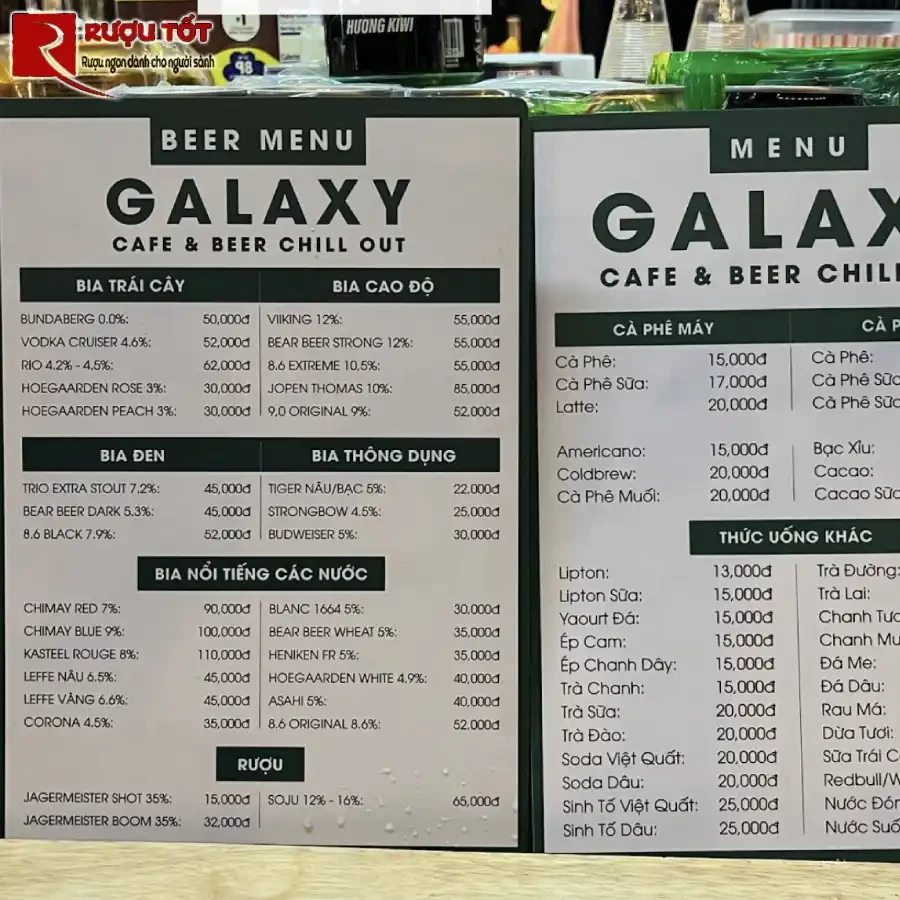 RƯỢU TỐT
Rượu ngon dành cho người sành
HƯƠNG KIWI
BEER MENU
GALAXY
CAFE & BEER CHILL OUT
BIA TRÁI CÂY
BUNDABERG 0.0%: 50,000đ
VODKA CRUISER 4.6%: 52,000đ
RIO 4.2% - 4.5%: 62,000đ
HOEGAARDEN ROSE 3%: 30,000đ
HOEGAARDEN PEACH 3%: 30,000đ
BIA CAO ĐỘ
VIIKING 12%: 55,000đ
BEAR BEER STRONG 12%: 55,000đ
8.6 EXTREME 10,5%: 55,000đ
JOPEN THOMAS 10%: 85,000đ
9,0 ORIGINAL 9%: 52,000đ
BIA ĐEN
TRIO EXTRA STOUT 7.2%: 45,000đ
BEAR BEER DARK 5.3%: 45,000đ
8.6 BLACK 7.9%: 52,000đ
BIA THÔNG DỤNG
TIGER NÂU/BẠC 5%: 22,000đ
STRONGBOW 4.5%: 25,000đ
BUDWEISER 5%: 30,000đ
BIA NỔI TIẾNG CÁC NƯỚC
CHIMAY RED 7%: 90,000đ
CHIMAY BLUE 9%: 100,000đ
KASTEEL ROUGE 8%: 110,000đ
LEFFE NÂU 6.5%: 45,000đ
LEFFE VÀNG 6.6%: 45,000đ
CORONA 4.5%: 35,000đ
BLANC 1664 5%: 30,000đ
BEAR BEER WHEAT 5%: 35,000đ
HENIKEN FR 5%: 35,000đ
HOEGAARDEN WHITE 4.9%: 40,000đ
ASAHI 5%: 40,000đ
8.6 ORIGINAL 8.6%: 52.000đ
RƯỢU
JAGERMEISTER SHOT 35%: 15,000đ
JAGERMEISTER BOOM 35%: 32,000đ
SOJU 12% - 16%: 65,000đ
MENU
GALAX
CAFE & BEER CHIL
CÀ PHÊ MÁY
Cà Phê: 15,000đ
Cà Phê Sữa: 17,000đ
Latte: 20,000đ
Americano: 15,000đ
Coldbrew: 20,000đ
Cà Phê Muối: 20,000đ
CÀ P
Cà Phê:
Cà Phê Sữa
Cà Phê Sữa
Bạc Xỉu:
Cacao:
Cacao Sữa
THỨC UỐNG KHÁC
Lipton: 13,000đ
Lipton Sữa: 15,000đ
Yaourt Đá: 15,000đ
Ép Cam: 15,000đ
Ép Chanh Dây: 15,000đ
Trà Chanh: 15,000đ
Trà Sữa: 20,000đ
Trà Đào: 20,000đ
Soda Việt Quất: 20,000đ
Soda Dâu: 20,000đ
Sinh Tố Việt Quất: 25,000đ
Sinh Tố Dâu: 25,000đ
Trà Đường:
Trà Lai:
Chanh Tươ
Chanh Mu
Đá Me:
Đá Dâu:
Rau Má:
Dừa Tươi:
Sữa Trái C
Redbull/W
Nước Đón
Nước Suố